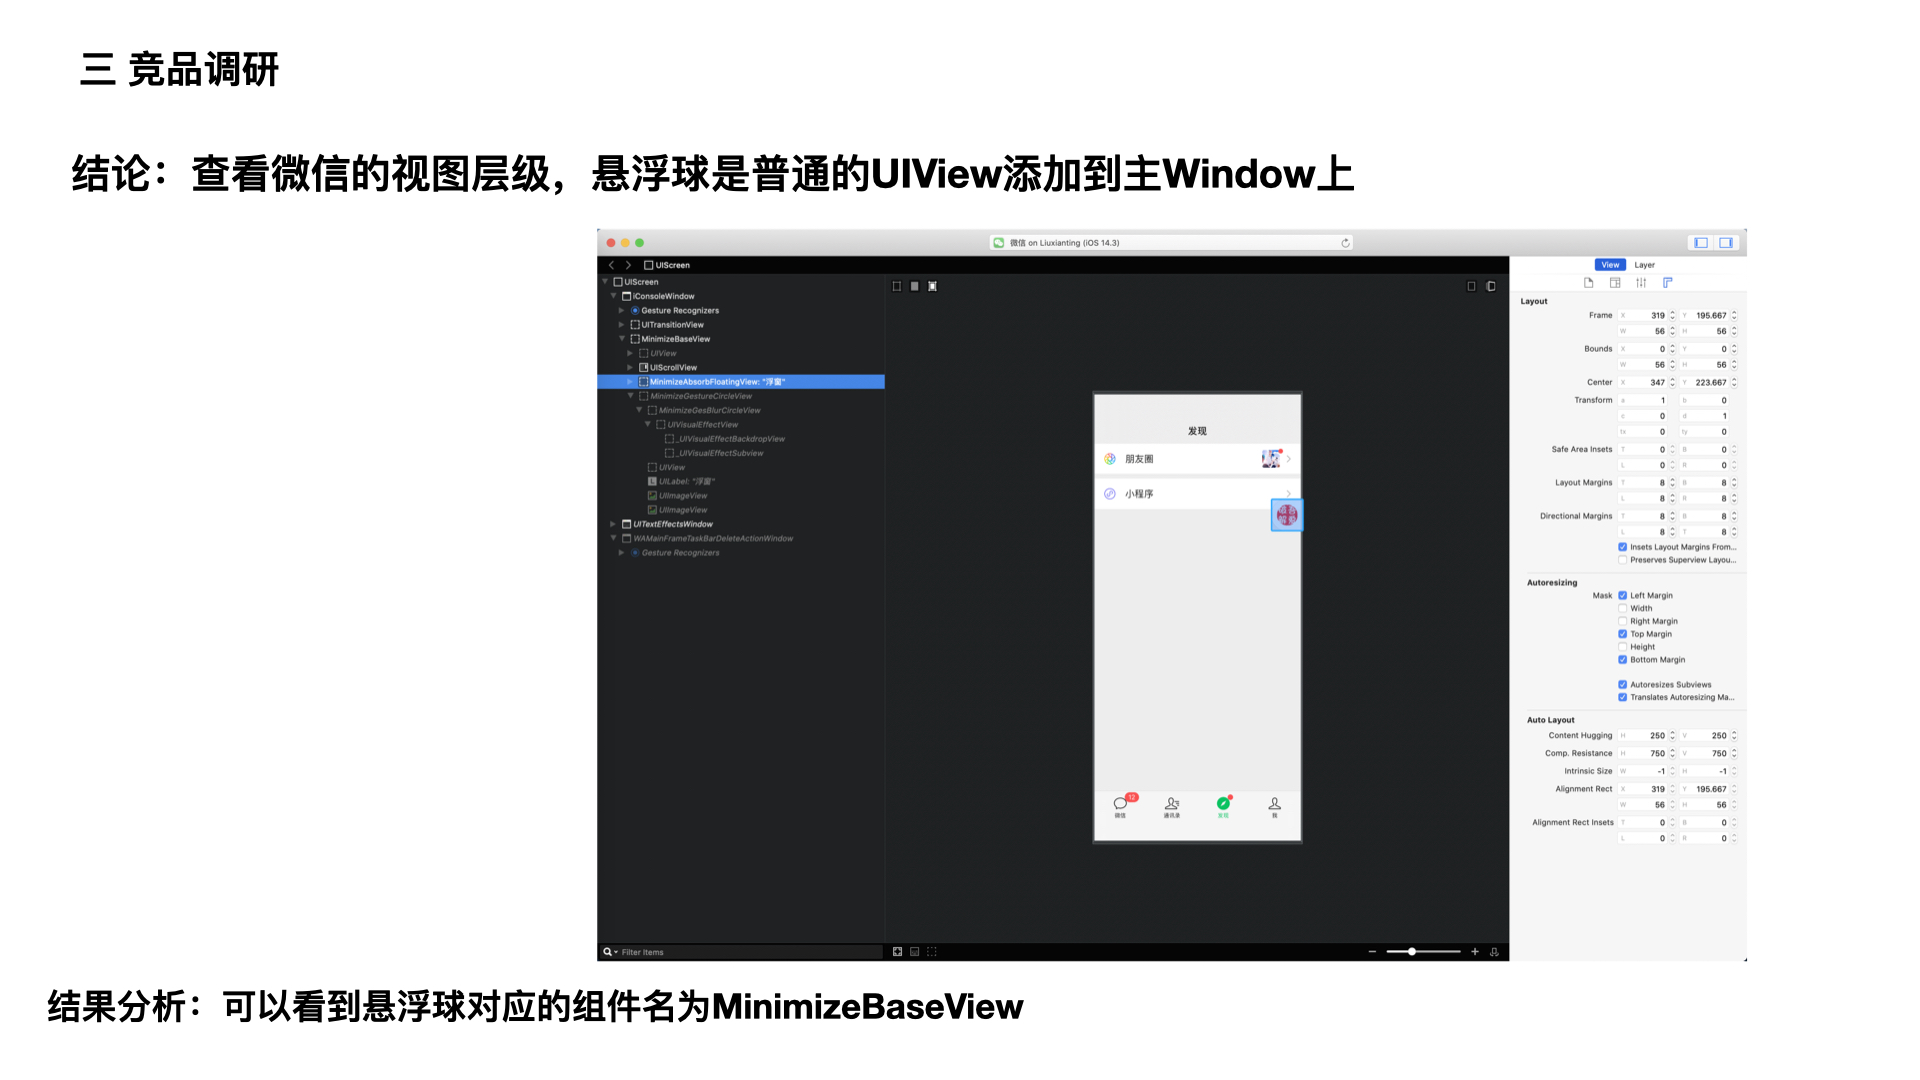 三 竞品调研
结论：查看微信的视图层级，悬浮球是普通的UIView添加到主Window上
微信 on Liuxianting (iOS 14.3)
UIScreen
UIScreen
iConsoleWindow
Gesture Recognizers
UITransitionView
MinimizeBaseView
UIView
UIScrollView
MinimizeAbsorbFloatingView: "浮窗"
MinimizeGestureCircleView
MinimizeGesBlurCircleView
UIVisualEffectView
_UIVisualEffectBackdropView
_UIVisualEffectSubview
UIView
L UILabel: "浮窗"
UIImageView
UIImageView
UITextEffectsWindow
WAMainFrameTaskBarDeleteActionWindow
Gesture Recognizers
Filter Items
发现
朋友圈
小程序
12
微信 通讯录 发现 我
View Layer
Layout
Frame X 319 Y 195.667
W 56 H 56
Bounds X 0 Y 0
W 56 H 56
Center X 347 Y 223.667
Transform a 1 b 0
c 0 d 1
tx 0 ty 0
Safe Area Insets T 0 B 0
L 0 R 0
Layout Margins T 8 B 8
L 8 R 8
Directional Margins T 8 B 8
L 8 T 8
Insets Layout Margins From...
Preserves Superview Layou...
Autoresizing
Mask Left Margin
Width
Right Margin
Top Margin
Height
Bottom Margin
Autoresizes Subviews
Translates Autoresizing Ma...
Auto Layout
Content Hugging H 250 V 250
Comp. Resistance H 750 V 750
Intrinsic Size W -1 H -1
Alignment Rect X 319 Y 195.667
W 56 H 56
Alignment Rect Insets T 0 B 0
L 0 R 0
结果分析：可以看到悬浮球对应的组件名为MinimizeBaseView